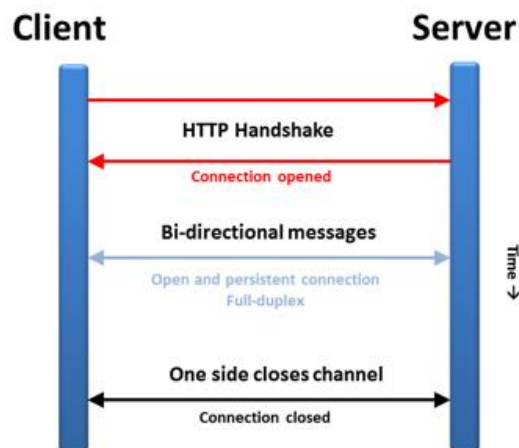 Client
Server
HTTP Handshake
Connection opened
Bi-directional messages
Open and persistent connection
Full-duplex
Time →
One side closes channel
Connection closed